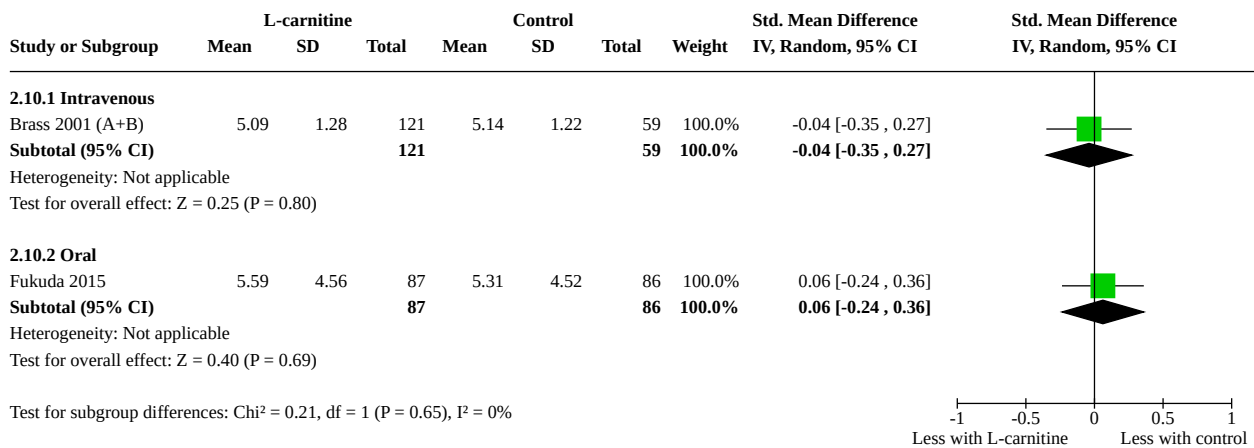 L-carnitine Control Std. Mean Difference Std. Mean Difference
Study or Subgroup Mean SD Total Mean SD Total Weight IV, Random, 95% CI IV, Random, 95% CI
2.10.1 Intravenous
Brass 2001 (A+B) 5.09 1.28 121 5.14 1.22 59 100.0% -0.04 [-0.35 , 0.27]
Subtotal (95% CI) 121 59 100.0% -0.04 [-0.35 , 0.27]
Heterogeneity: Not applicable
Test for overall effect: Z = 0.25 (P = 0.80)
2.10.2 Oral
Fukuda 2015 5.59 4.56 87 5.31 4.52 86 100.0% 0.06 [-0.24 , 0.36]
Subtotal (95% CI) 87 86 100.0% 0.06 [-0.24 , 0.36]
Heterogeneity: Not applicable
Test for overall effect: Z = 0.40 (P = 0.69)
Test for subgroup differences: Chi² = 0.21, df = 1 (P = 0.65), I² = 0%
-1 -0.5 0 0.5 1
Less with L-carnitine Less with control